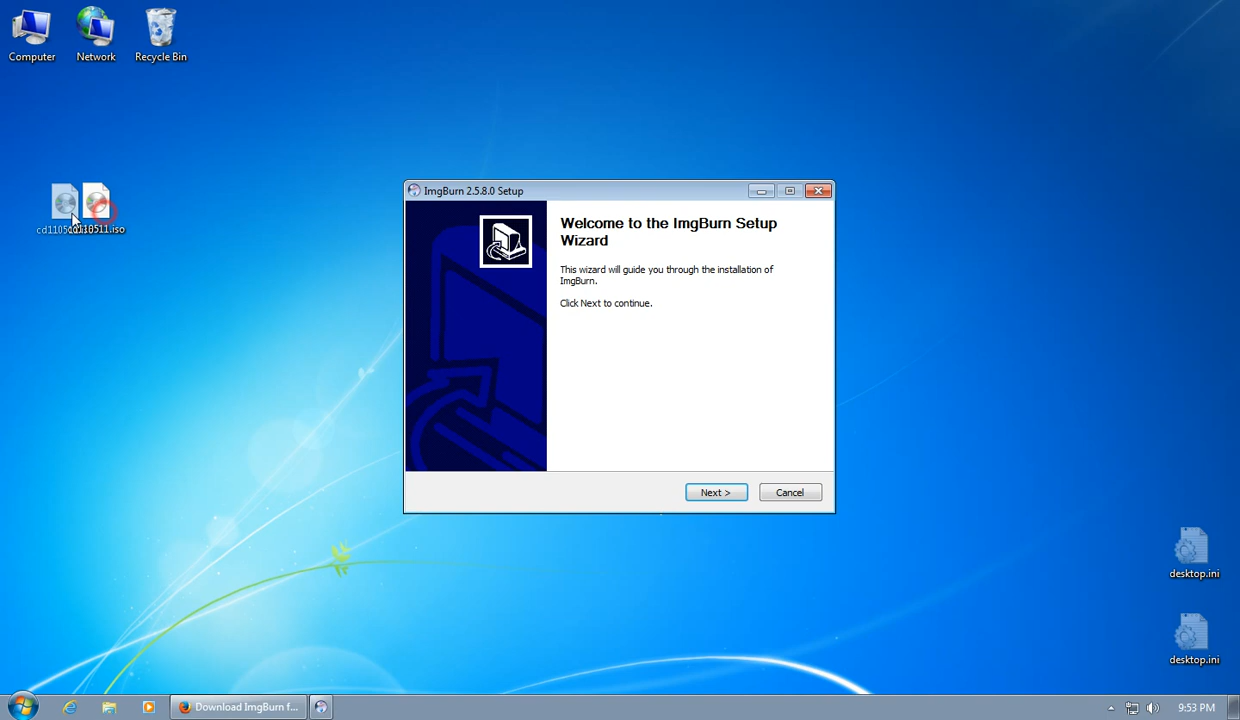 Computer
Network
Recycle Bin
cd110511.iso
ImgBurn 2.5.8.0 Setup
Welcome to the ImgBurn Setup
Wizard
This wizard will guide you through the installation of
ImgBurn.
Click Next to continue.
Next >
Cancel
desktop.ini
desktop.ini
Download ImgBurn f...
9:53 PM